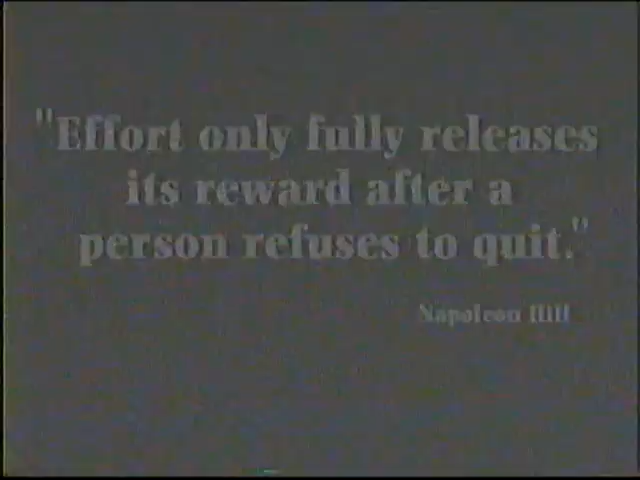 "Effort only fully releases
its reward after a
person refuses to quit."
Napoleon Hill